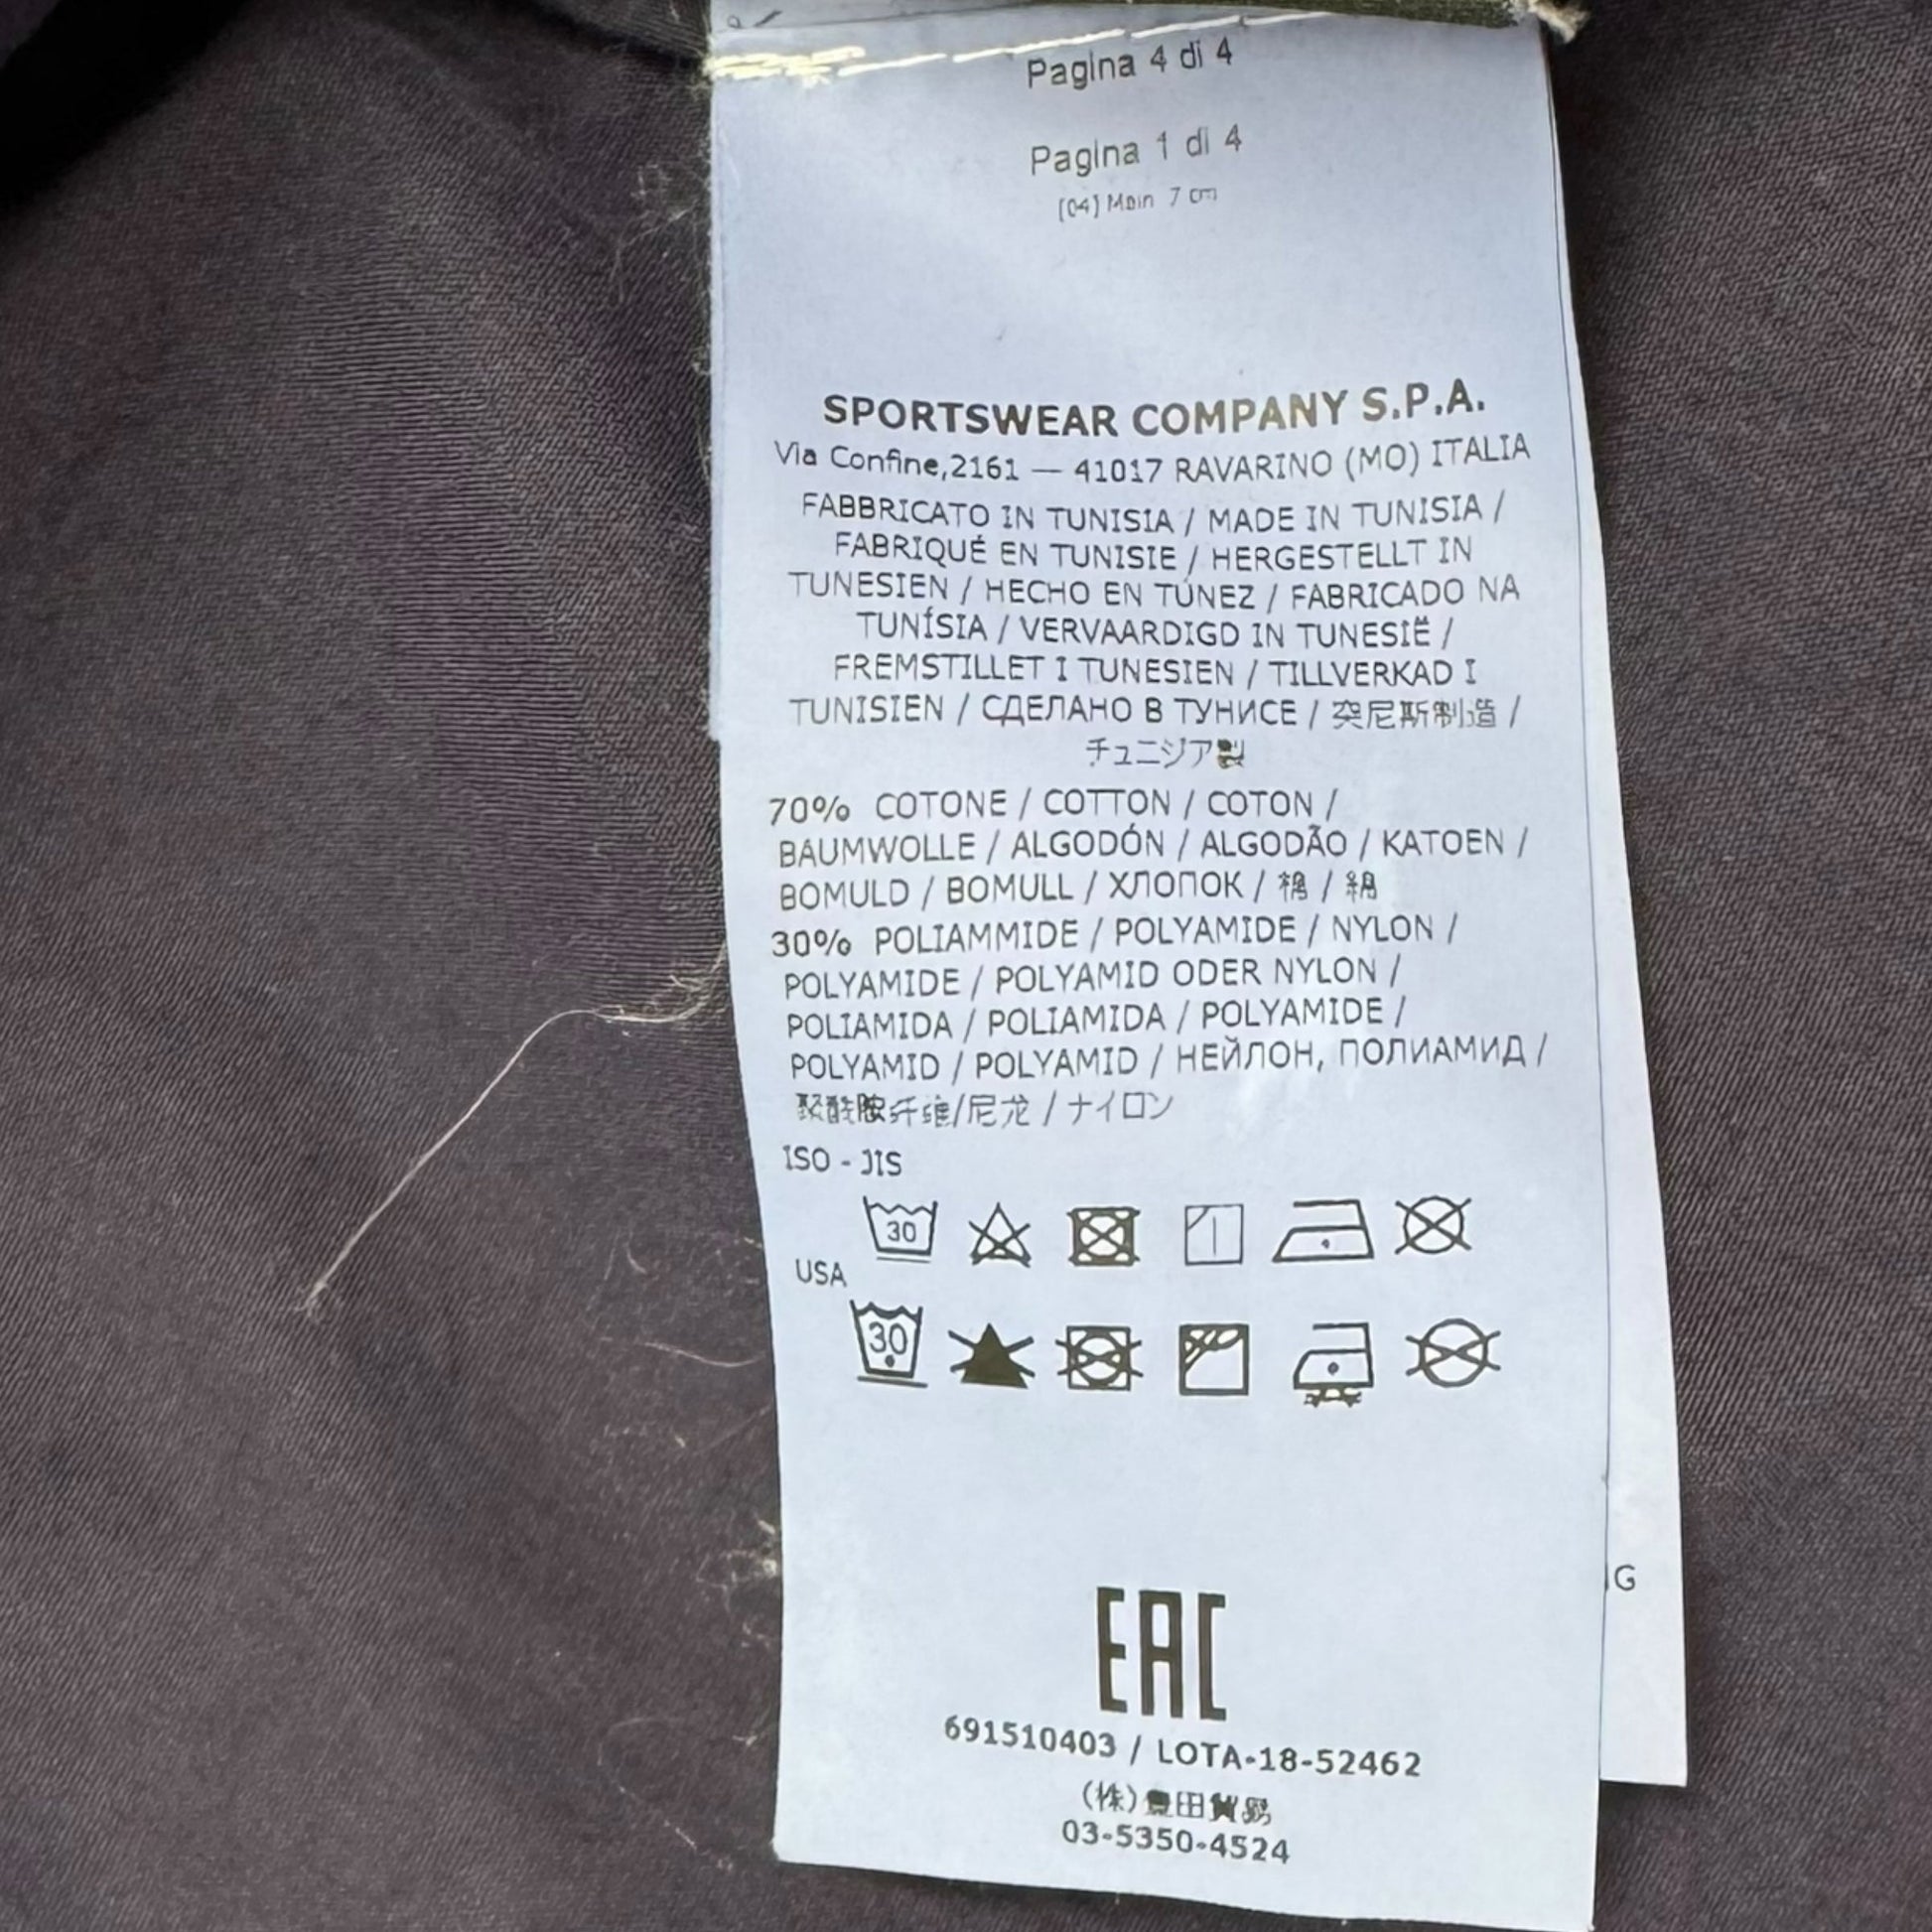 Pagina 4 di 4
Pagina 1 di 4
[04] Main 7 cm
SPORTSWEAR COMPANY S.P.A.
Via Confine,2161 — 41017 RAVARINO (MO) ITALIA
FABBRICATO IN TUNISIA / MADE IN TUNISIA /
FABRIQUÉ EN TUNISIE / HERGESTELLT IN
TUNESIEN / HECHO EN TÚNEZ / FABRICADO NA
TUNÍSIA / VERVAARDIGD IN TUNESIË /
FREMSTILLET I TUNESIEN / TILLVERKAD I
TUNISIEN / СДЕЛАНО В ТУНИСЕ / 突尼斯制造 /
チュニジア製
70% COTONE / COTTON / COTON /
BAUMWOLLE / ALGODÓN / ALGODÃO / KATOEN /
BOMULD / BOMULL / ХЛОПОК / /
30% POLIAMMIDE / POLYAMIDE / NYLON /
POLYAMIDE / POLYAMID ODER NYLON /
POLIAMIDA / POLIAMIDA / POLYAMIDE /
POLYAMID / POLYAMID / НЕЙЛОН, ПОЛИАМИД /
聚酰胺纤维/尼龙 / ナイロン
ISO - JIS
30
USA
30
G
EAC
691510403 / LOTA-18-52462
(株)豊田貿易
03-5350-4524